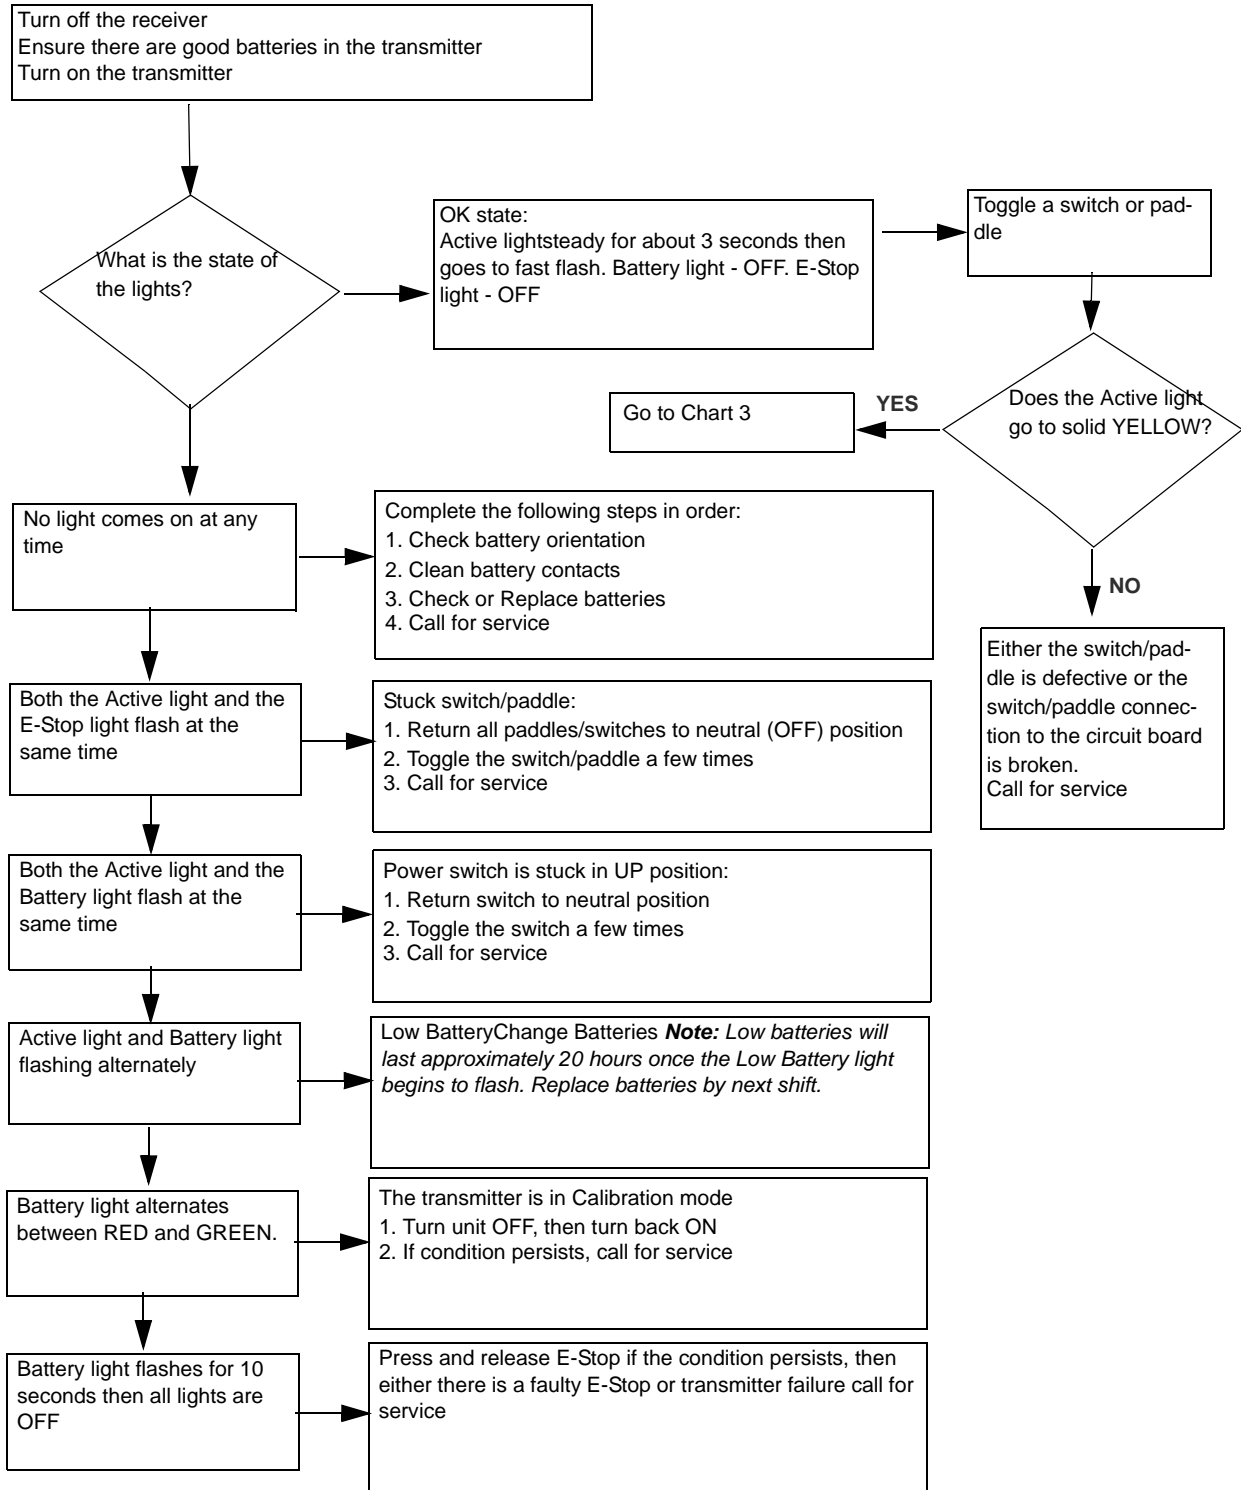 Turn off the receiver
Ensure there are good batteries in the transmitter
Turn on the transmitter
What is the state of
the lights?
OK state:
Active lightsteady for about 3 seconds then
goes to fast flash. Battery light - OFF. E-Stop
light - OFF
Toggle a switch or pad-
dle
Does the Active light
go to solid YELLOW?
YES
Go to Chart 3
NO
Either the switch/pad-
dle is defective or the
switch/paddle connec-
tion to the circuit board
is broken.
Call for service
No light comes on at any
time
Complete the following steps in order:
1. Check battery orientation
2. Clean battery contacts
3. Check or Replace batteries
4. Call for service
Both the Active light and the
E-Stop light flash at the
same time
Stuck switch/paddle:
1. Return all paddles/switches to neutral (OFF) position
2. Toggle the switch/paddle a few times
3. Call for service
Both the Active light and the
Battery light flash at the
same time
Power switch is stuck in UP position:
1. Return switch to neutral position
2. Toggle the switch a few times
3. Call for service
Active light and Battery light
flashing alternately
Low BatteryChange Batteries Note: Low batteries will
last approximately 20 hours once the Low Battery light
begins to flash. Replace batteries by next shift.
Battery light alternates
between RED and GREEN.
The transmitter is in Calibration mode
1. Turn unit OFF, then turn back ON
2. If condition persists, call for service
Battery light flashes for 10
seconds then all lights are
OFF
Press and release E-Stop if the condition persists, then
either there is a faulty E-Stop or transmitter failure call for
service